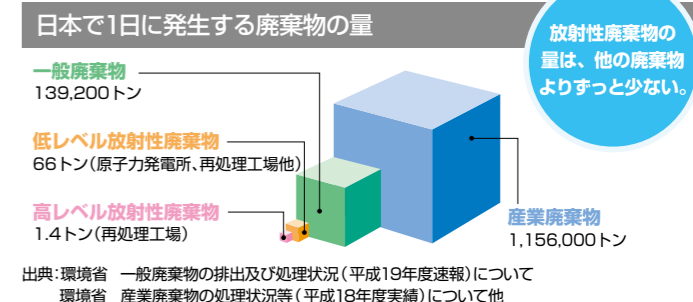 日本で1日に発生する廃棄物の量
放射性廃棄物の
量は、他の廃棄物
よりずっと少ない。
一般廃棄物
139,200トン
低レベル放射性廃棄物
66トン(原子力発電所、再処理工場他)
高レベル放射性廃棄物
1.4トン(再処理工場)
産業廃棄物
1,156,000トン
出典:環境省 一般廃棄物の排出及び処理状況(平成19年度速報)について
環境省 産業廃棄物の処理状況等(平成18年度実績)について他